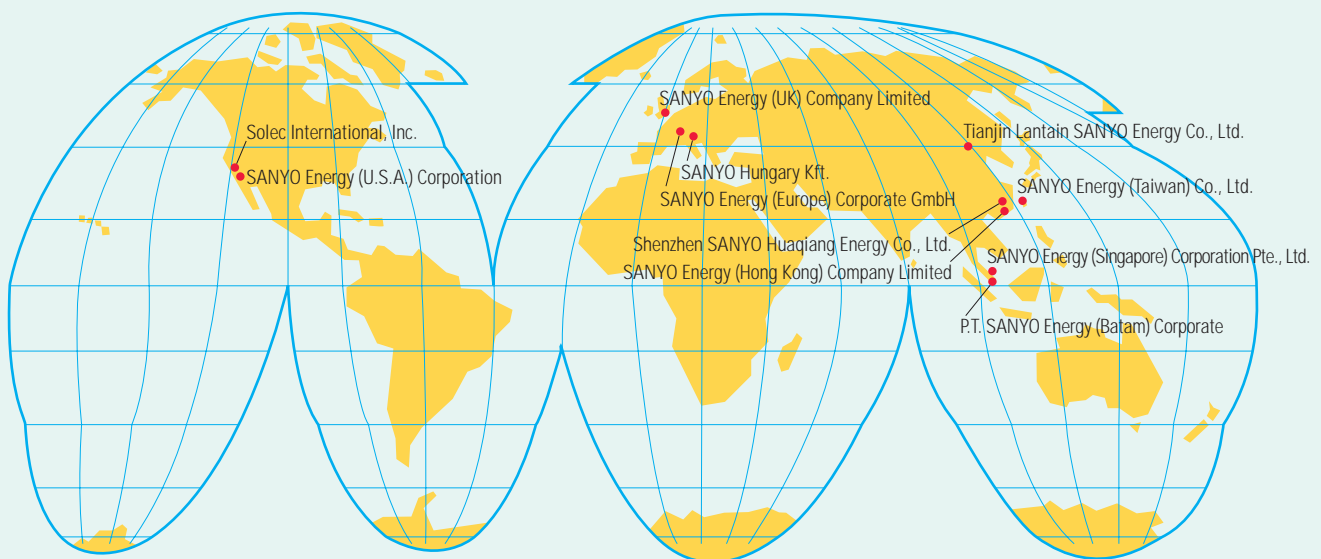 SANYO Energy (UK) Company Limited
Solec International, Inc.
Tianjin Lantain SANYO Energy Co., Ltd.
SANYO Hungary Kft.
SANYO Energy (U.S.A.) Corporation
SANYO Energy (Taiwan) Co., Ltd.
SANYO Energy (Europe) Corporate GmbH
Shenzhen SANYO Huaqiang Energy Co., Ltd.
SANYO Energy (Singapore) Corporation Pte., Ltd.
SANYO Energy (Hong Kong) Company Limited
P.T. SANYO Energy (Batam) Corporate